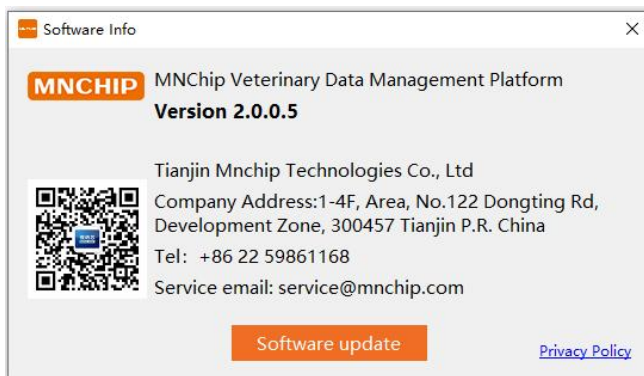 Software Info
MNCHIP
MNChip Veterinary Data Management Platform
Version 2.0.0.5
Tianjin Mnchip Technologies Co., Ltd
Company Address:1-4F, Area, No.122 Dongting Rd,
Development Zone, 300457 Tianjin P.R. China
Tel: +86 22 59861168
Service email: service@mnchip.com
Software update
Privacy Policy